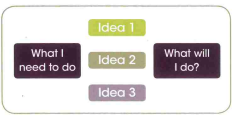 Idea 1
What I
need to do
Idea 2
What will
I do?
Idea 3